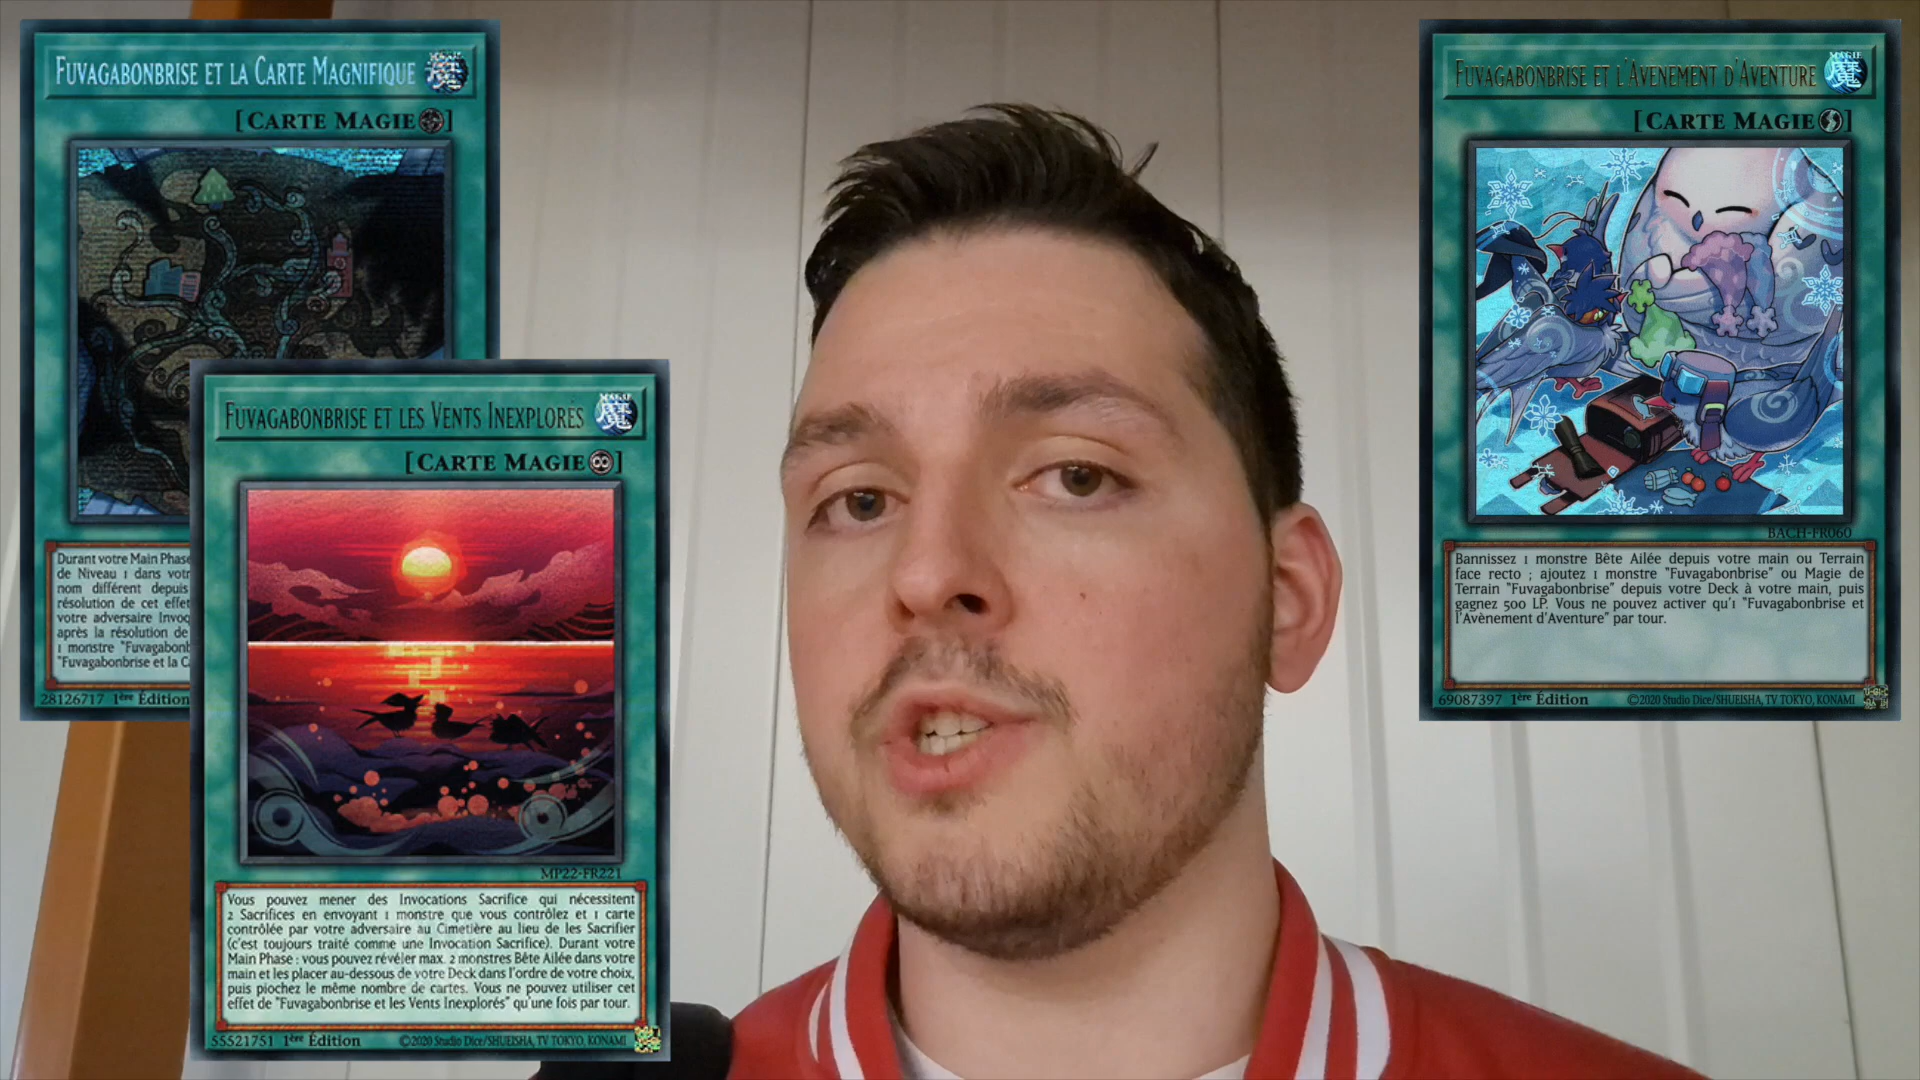 FUVAGABONBRISE ET LA CARTE MAGNIFIQUE
MAGIE
魔
[CARTE MAGIE]
Durant votre Main Phase
de Niveau 1 dans votr
nom différent depuis
résolution de cet effet
votre adversaire Invoq
après la résolution de
1 monstre "Fuvagabonb
"Fuvagabonbrise et la C
28126717 1ère Édition
FUVAGABONBRISE ET LES VENTS INEXPLORÉS
MAGIE
魔
[CARTE MAGIE]
MP22-FR221
Vous pouvez mener des Invocations Sacrifice qui nécessitent
2 Sacrifices en envoyant 1 monstre que vous contrôlez et 1 carte
contrôlée par votre adversaire au Cimetière au lieu de les Sacrifier
(c'est toujours traité comme une Invocation Sacrifice). Durant votre
Main Phase : vous pouvez révéler max. 2 monstres Bête Ailée dans votre
main et les placer au-dessous de votre Deck dans l'ordre de votre choix,
puis piochez le même nombre de cartes. Vous ne pouvez utiliser cet
effet de "Fuvagabonbrise et les Vents Inexplorés" qu'une fois par tour.
55521751 1ère Édition ©2020 Studio Dice/SHUEISHA, TV TOKYO, KONAMI
FUVAGABONBRISE ET L'AVÈNEMENT D'AVENTURE
MAGIE
魔
[CARTE MAGIE]
BACH-FR060
Bannissez 1 monstre Bête Ailée depuis votre main ou Terrain
face recto ; ajoutez 1 monstre "Fuvagabonbrise" ou Magie de
Terrain "Fuvagabonbrise" depuis votre Deck à votre main, puis
gagnez 500 LP. Vous ne pouvez activer qu'1 "Fuvagabonbrise et
l'Avènement d'Aventure" par tour.
69087397 1ère Édition ©2020 Studio Dice/SHUEISHA, TV TOKYO, KONAMI